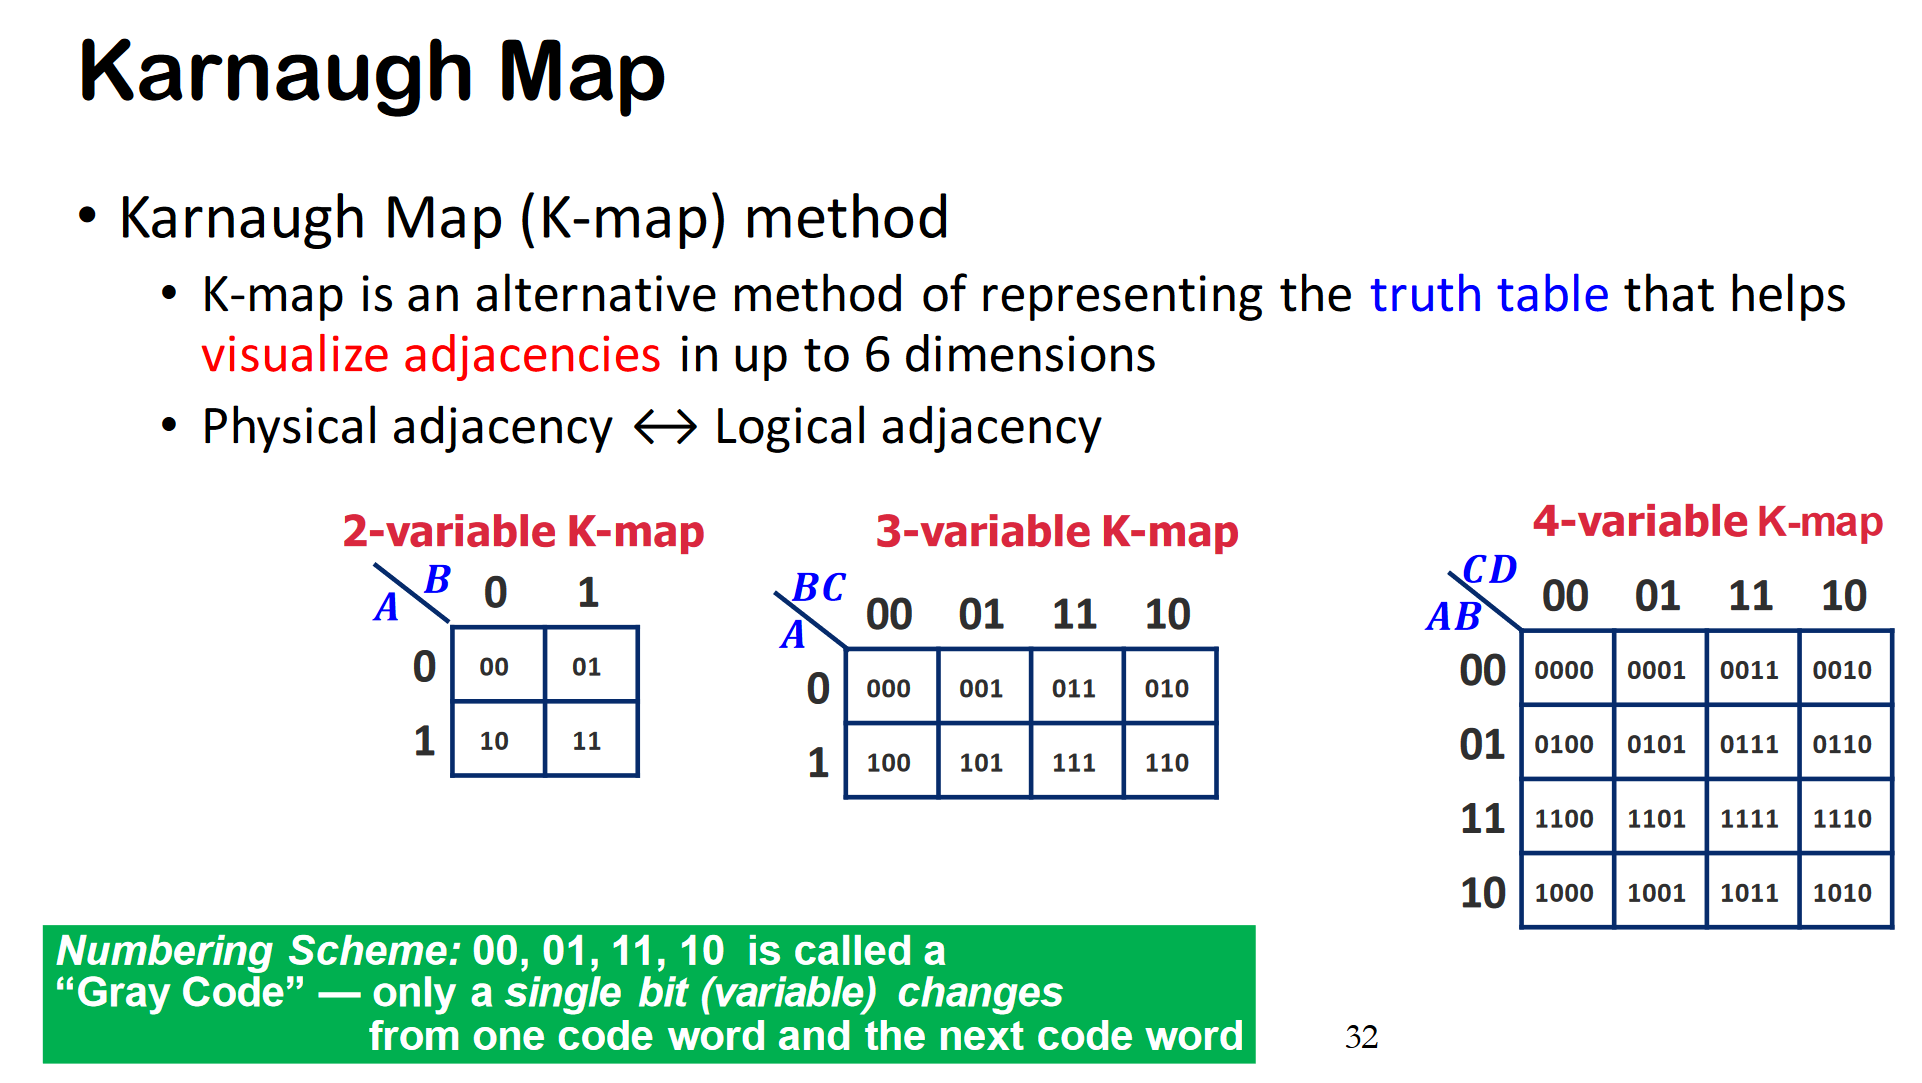 Karnaugh Map
• Karnaugh Map (K-map) method
• K-map is an alternative method of representing the truth table that helps
visualize adjacencies in up to 6 dimensions
• Physical adjacency ↔ Logical adjacency
2-variable K-map
B 0 1
A
0 00 01
1 10 11
3-variable K-map
BC 00 01 11 10
A
0 000 001 011 010
1 100 101 111 110
4-variable K-map
CD 00 01 11 10
AB
00 0000 0001 0011 0010
01 0100 0101 0111 0110
11 1100 1101 1111 1110
10 1000 1001 1011 1010
Numbering Scheme: 00, 01, 11, 10 is called a
“Gray Code” — only a single bit (variable) changes
from one code word and the next code word
32